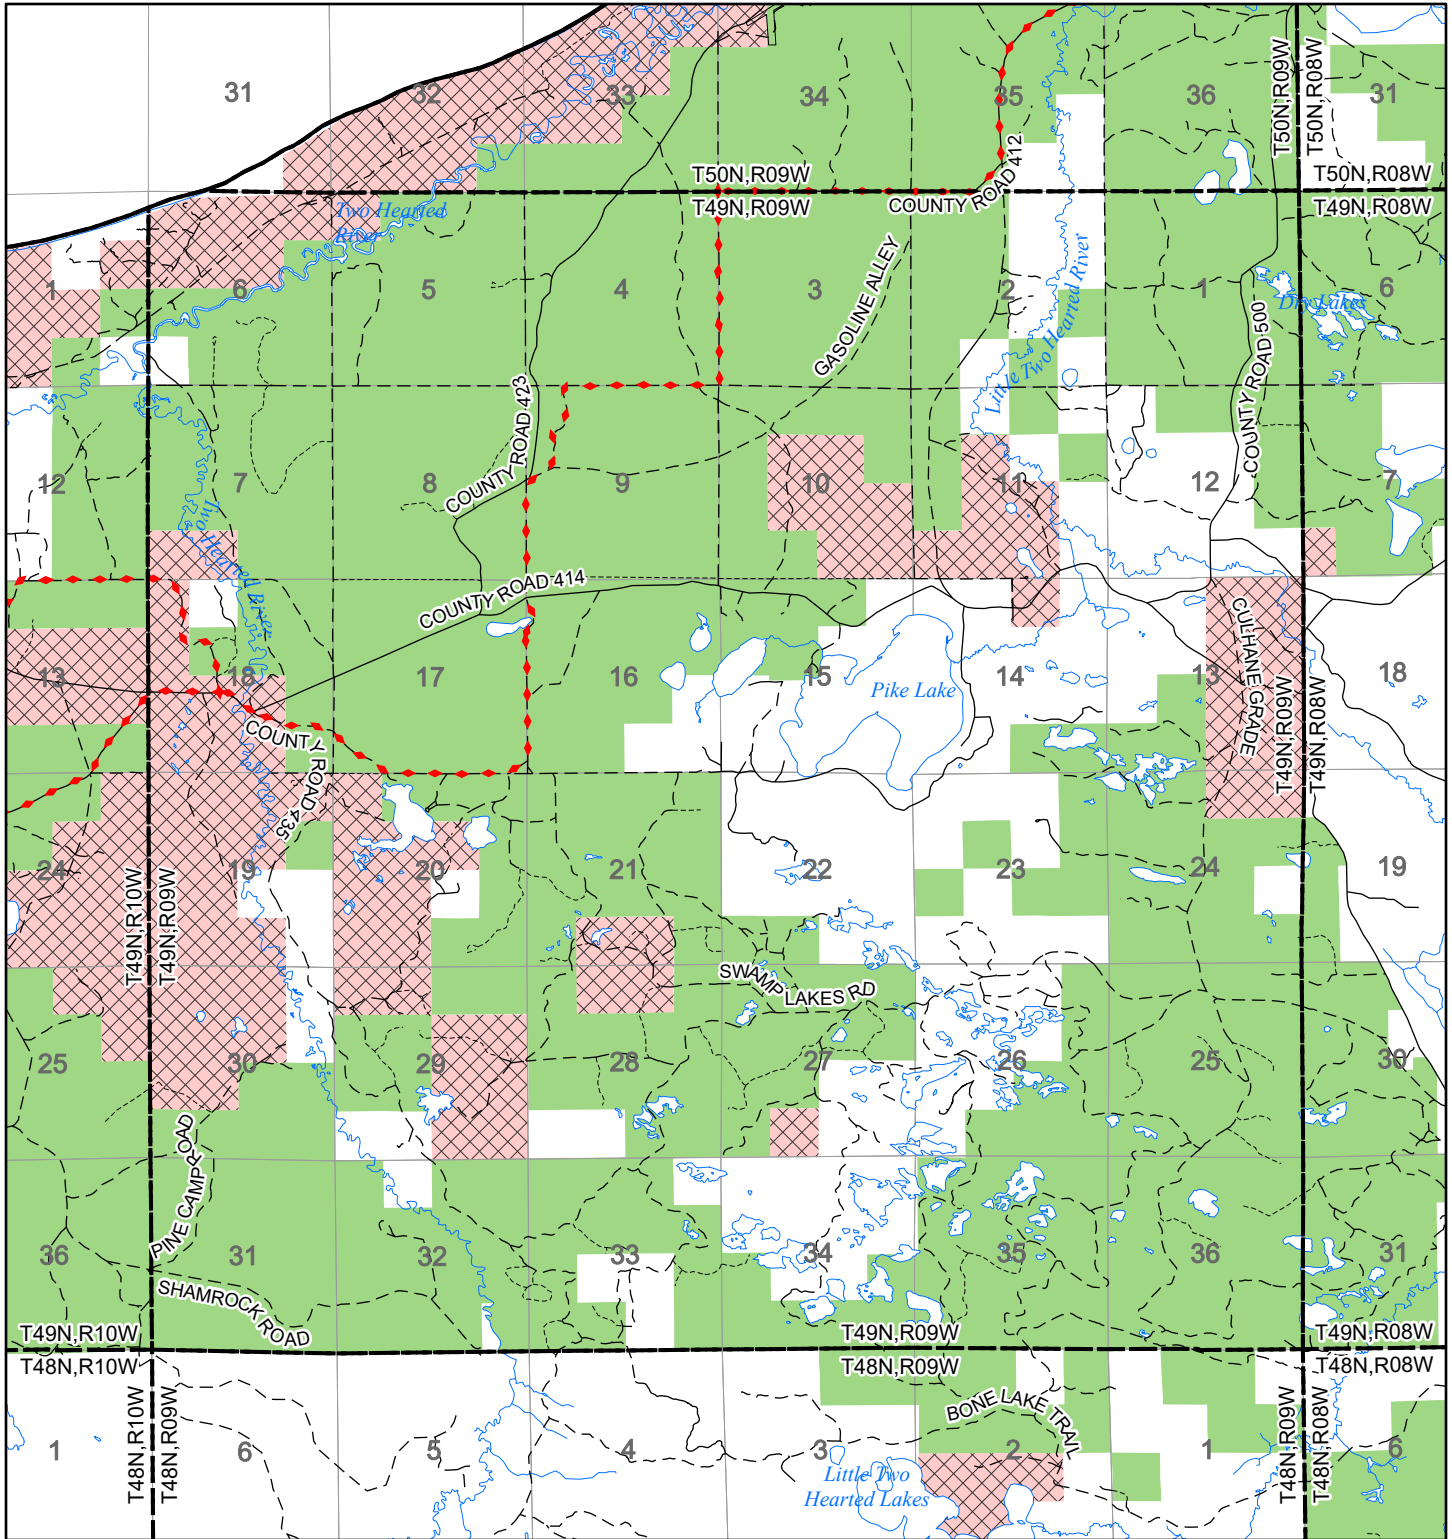 31
32
33
34
35
36
31
T50N,R09W
T50N,R08W
T50N,R09W
T49N,R09W
T50N,R08W
T49N,R08W
COUNTY ROAD 412
Two Hearted
River
1
6
5
4
3
2
1
6
GASOLINE ALLEY
Little Two Hearted River
Dry Lakes
COUNTY ROAD 500
COUNTY ROAD 423
12
7
8
9
10
11
12
7
Two Hearted River
COUNTY ROAD 414
13
18
17
16
15
14
13
18
Pike Lake
CULHANE GRADE
T49N,R09W
T49N,R08W
COUNTY ROAD 435
24
19
20
21
22
23
24
19
T49N,R10W
T49N,R09W
SWAMP LAKES RD
25
30
29
28
27
26
25
30
PINE CAMP ROAD
36
31
32
33
34
35
36
31
SHAMROCK ROAD
T49N,R10W
T48N,R10W
T49N,R09W
T48N,R09W
T49N,R08W
T48N,R08W
T48N,R10W
T48N,R09W
BONE LAKE TRAIL
1
6
5
4
3
2
1
6
Little Two
Hearted Lakes
T48N,R09W
T48N,R08W